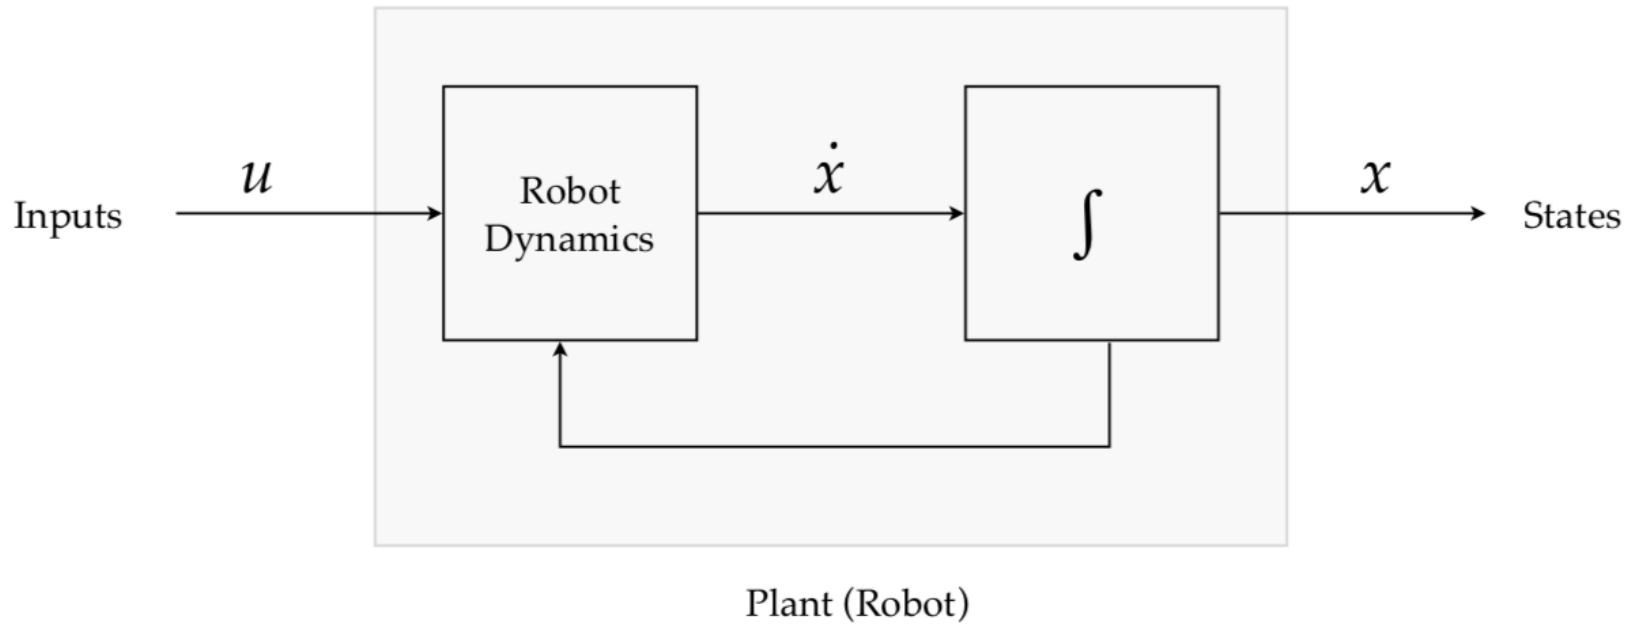 Inputs
u
Robot
Dynamics
ẋ
∫
x
States
Plant (Robot)